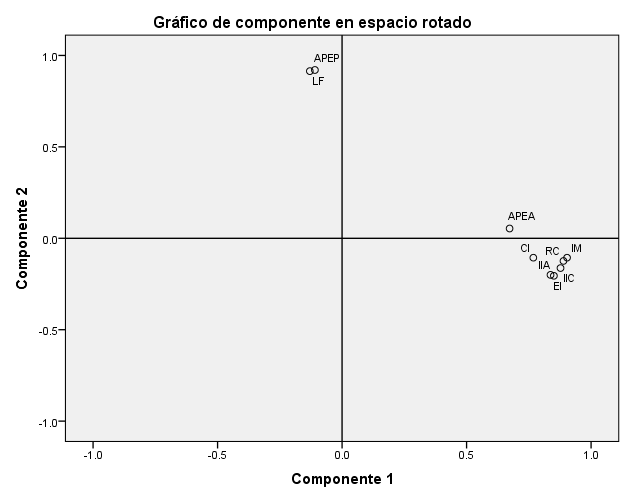 Gráfico de componente en espacio rotado
Componente 2
1.0
0.5
0.0
-0.5
-1.0
APEP
LF
APEA
CI
RC
IM
IIA
IIC
EI
-1.0
-0.5
0.0
0.5
1.0
Componente 1